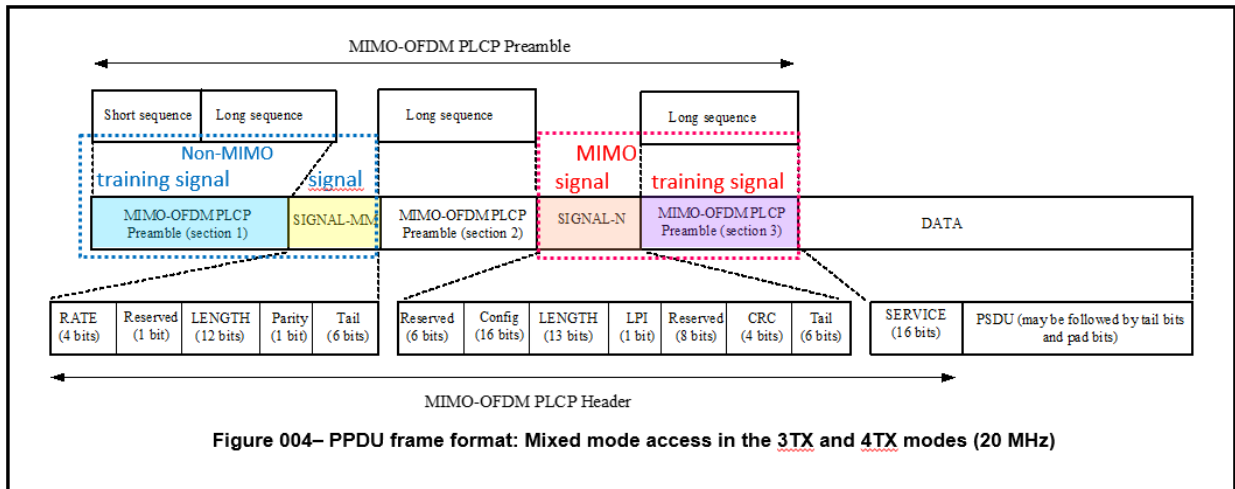 MIMO-OFDM PLCP Preamble
Short sequence
Long sequence
Long sequence
Long sequence
Non-MIMO
training signal
signal
MIMO
signal
training signal
MIMO-OFDM PLCP
Preamble (section 1)
SIGNAL-MM
MIMO-OFDM PLCP
Preamble (section 2)
SIGNAL-N
MIMO-OFDM PLCP
Preamble (section 3)
DATA
RATE
(4 bits)
Reserved
(1 bit)
LENGTH
(12 bits)
Parity
(1 bit)
Tail
(6 bits)
Reserved
(6 bits)
Config
(16 bits)
LENGTH
(13 bits)
LPI
(1 bit)
Reserved
(8 bits)
CRC
(4 bits)
Tail
(6 bits)
SERVICE
(16 bits)
PSDU (may be followed by tail bits
and pad bits)
MIMO-OFDM PLCP Header
Figure 004– PPDU frame format: Mixed mode access in the 3TX and 4TX modes (20 MHz)